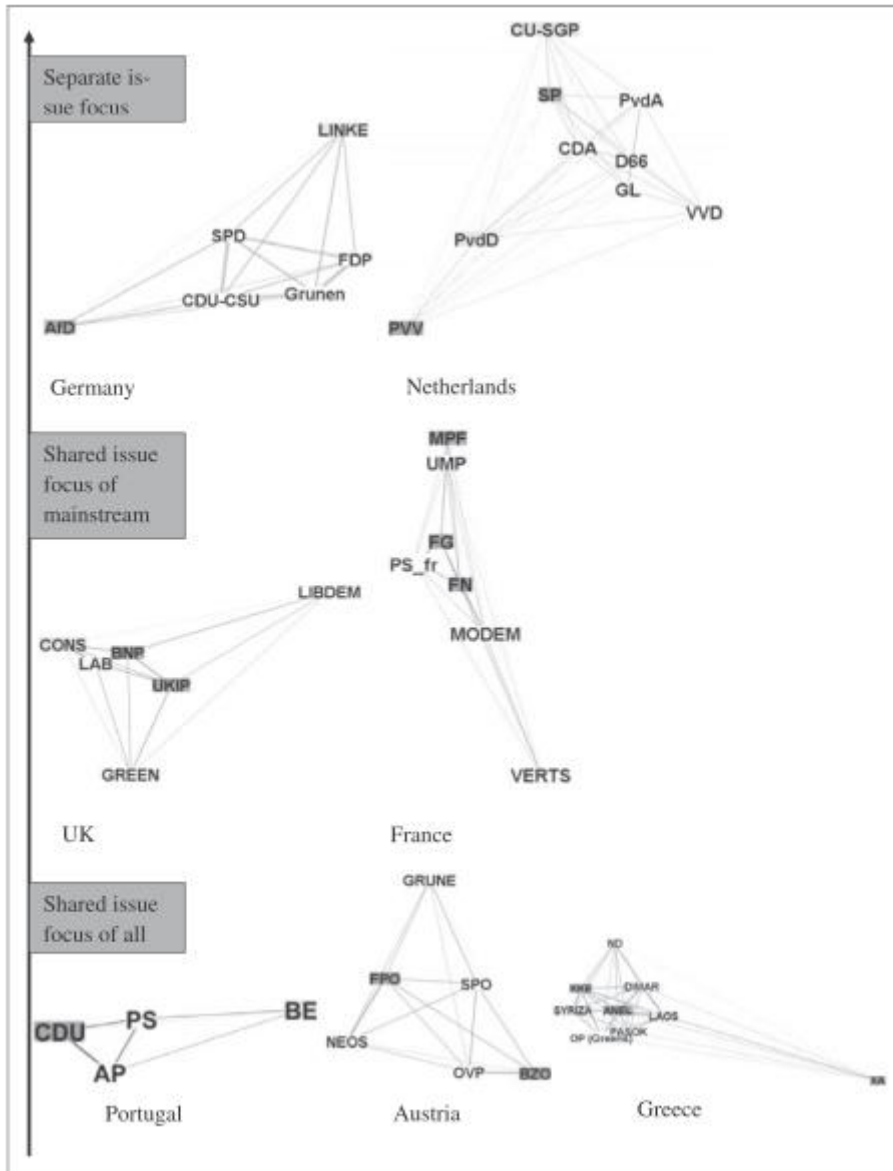 CU-SGP
Separate is-
sue focus
SP
PvdA
LINKE
CDA
D66
GL
VVD
SPD
PvdD
FDP
CDU-CSU
Grunen
AfD
PVV
Germany
Netherlands
Shared issue
focus of
mainstream
MPF
UMP
FG
PS_fr
FN
LIBDEM
MODEM
CONS
BNP
LAB
UKIP
GREEN
VERTS
UK
France
Shared issue
focus of all
GRUNE
ND
FPO
SPO
KKE
DIMAR
SYRIZA
ANEL
LAOS
PASOK
OP (Greens)
BE
PS
CDU
NEOS
AP
OVP
BZO
XA
Portugal
Austria
Greece